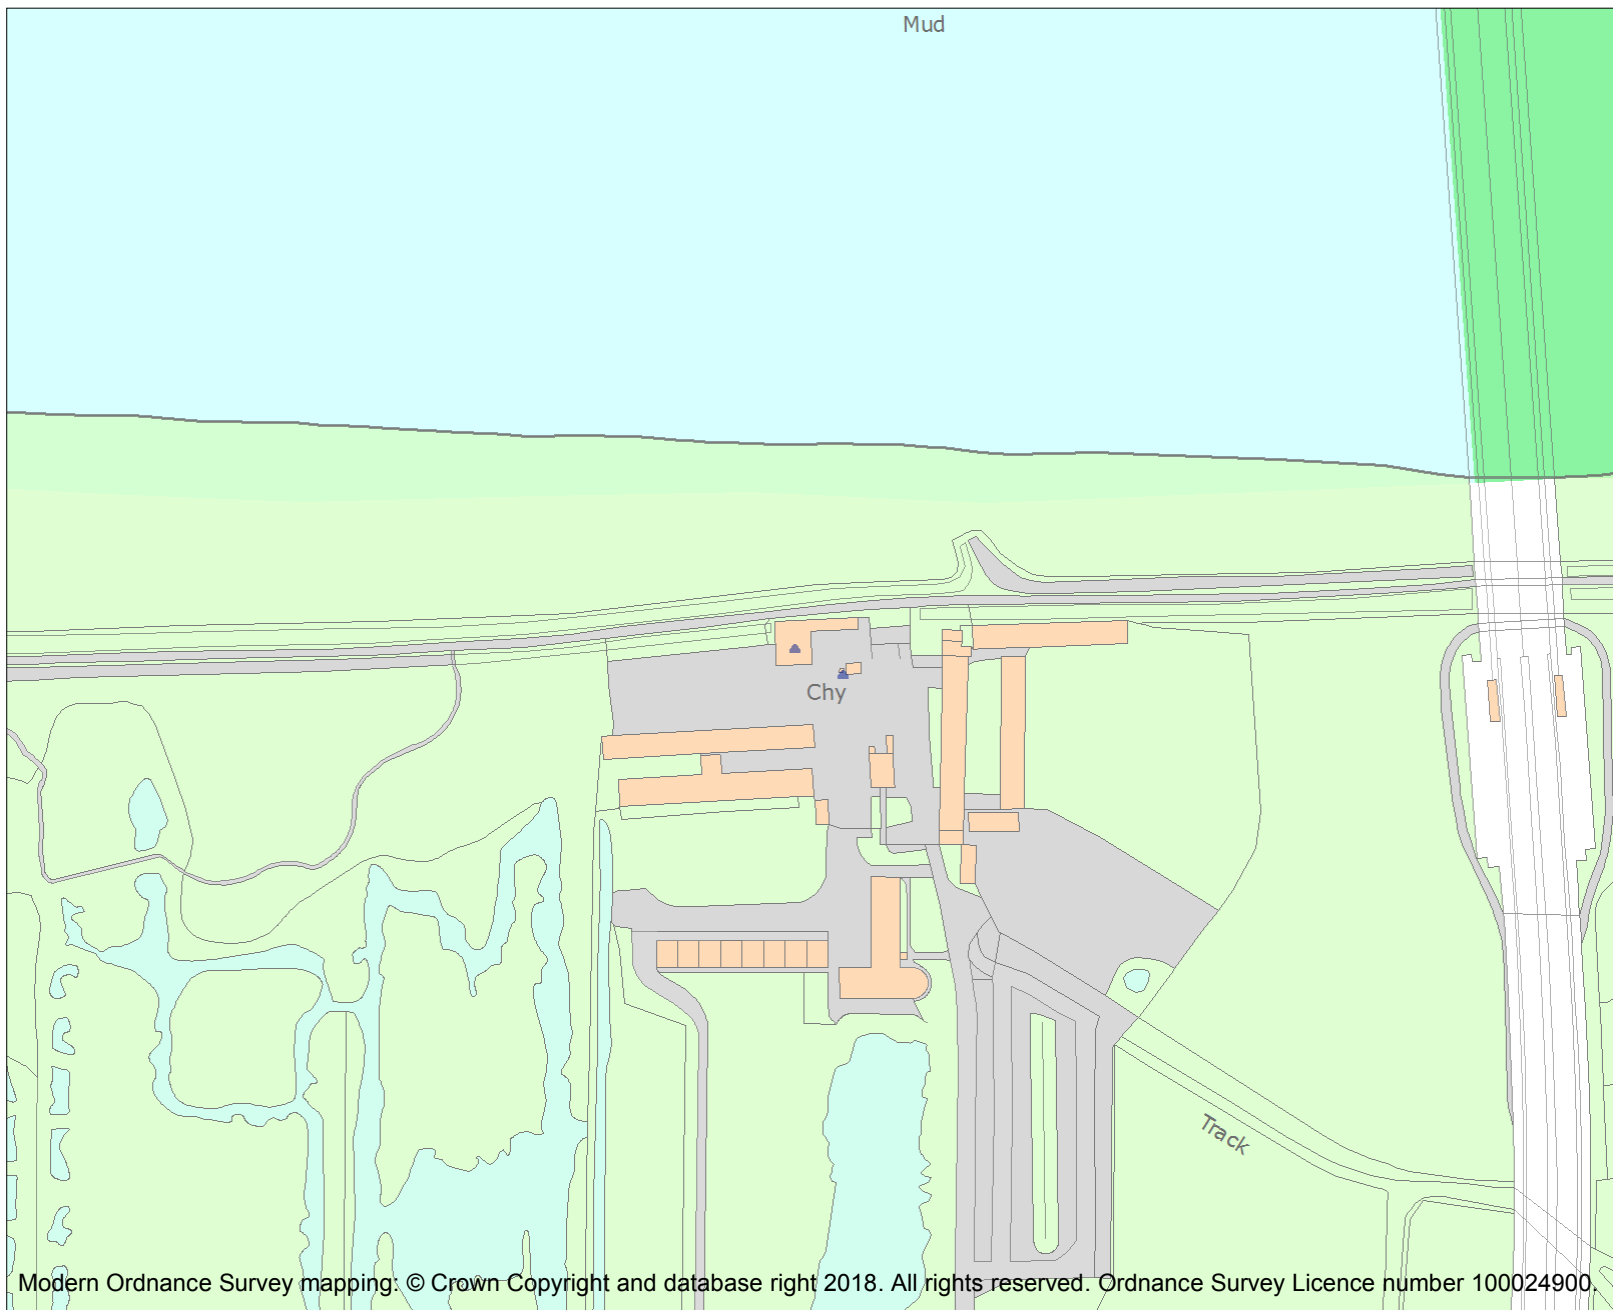 Mud
Chy
Track
Modern Ordnance Survey mapping: © Crown Copyright and database right 2018. All rights reserved. Ordnance Survey Licence number 100024900.